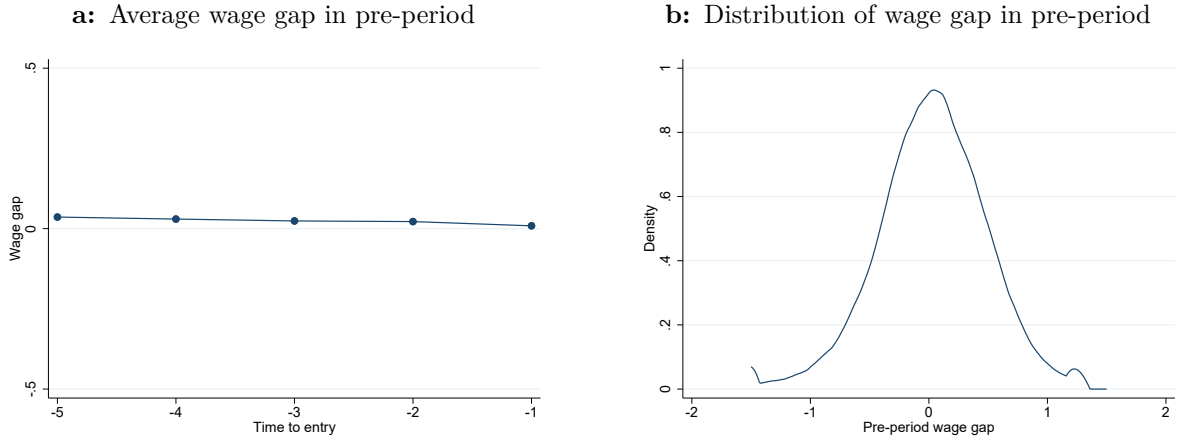 a: Average wage gap in pre-period
.5
0
-.5
Wage gap
-5 -4 -3 -2 -1
Time to entry
b: Distribution of wage gap in pre-period
1
.8
.6
.4
.2
0
Density
-2 -1 0 1 2
Pre-period wage gap